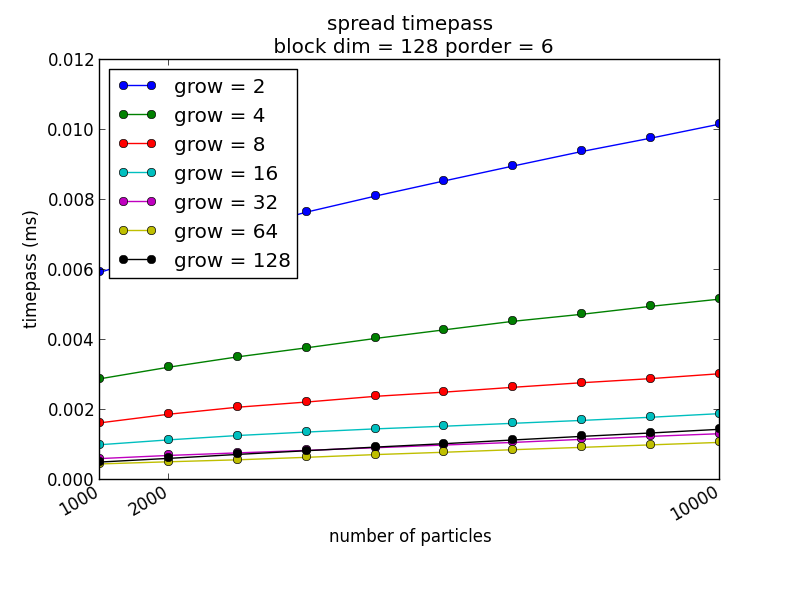 spread timepass
block dim = 128 porder = 6
0.012
0.010
0.008
0.006
0.004
0.002
0.000
timepass (ms)
grow = 2
grow = 4
grow = 8
grow = 16
grow = 32
grow = 64
grow = 128
1000
2000
10000
number of particles